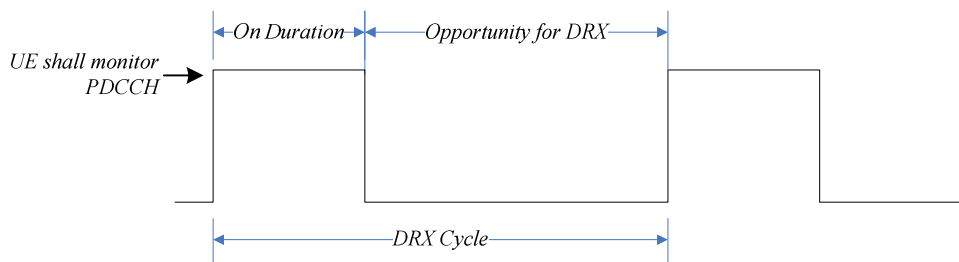 On Duration
Opportunity for DRX
UE shall monitor
PDCCH
DRX Cycle